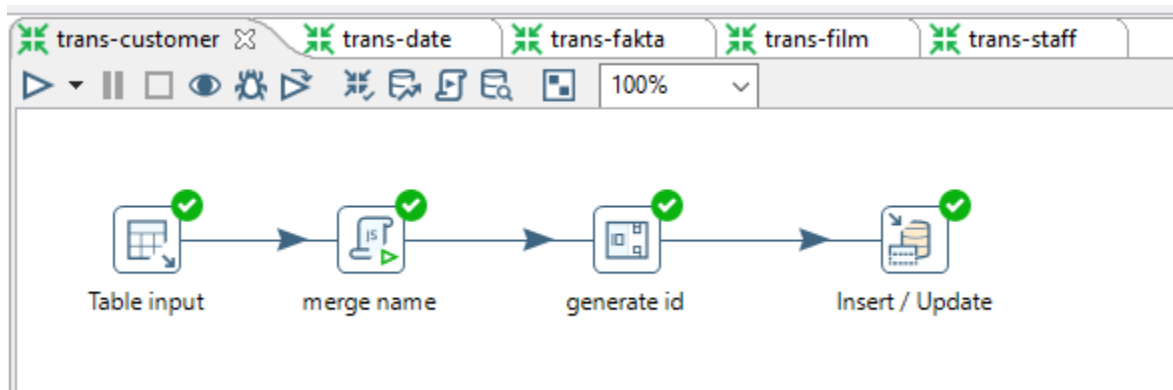 trans-customer trans-date trans-fakta trans-film trans-staff
100%
Table input merge name generate id Insert / Update